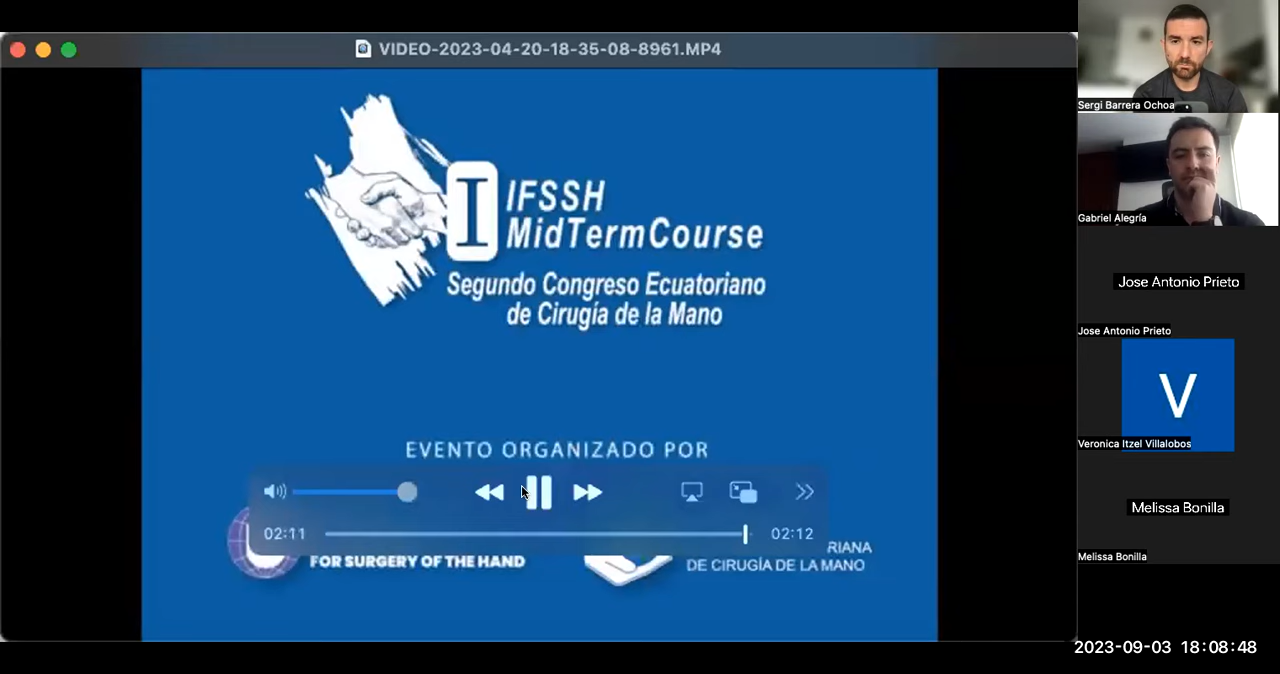 VIDEO-2023-04-20-18-35-08-8961.MP4
I
IFSSH
MidTermCourse
Segundo Congreso Ecuatoriano
de Cirugía de la Mano
EVENTO ORGANIZADO POR
02:11
02:12
FOR SURGERY OF THE HAND
RIANA
DE CIRUGÍA DE LA MANO
Sergi Barrera Ochoa
Gabriel Alegría
Jose Antonio Prieto
Jose Antonio Prieto
V
Veronica Itzel Villalobos
Melissa Bonilla
Melissa Bonilla
2023-09-03 18:08:48